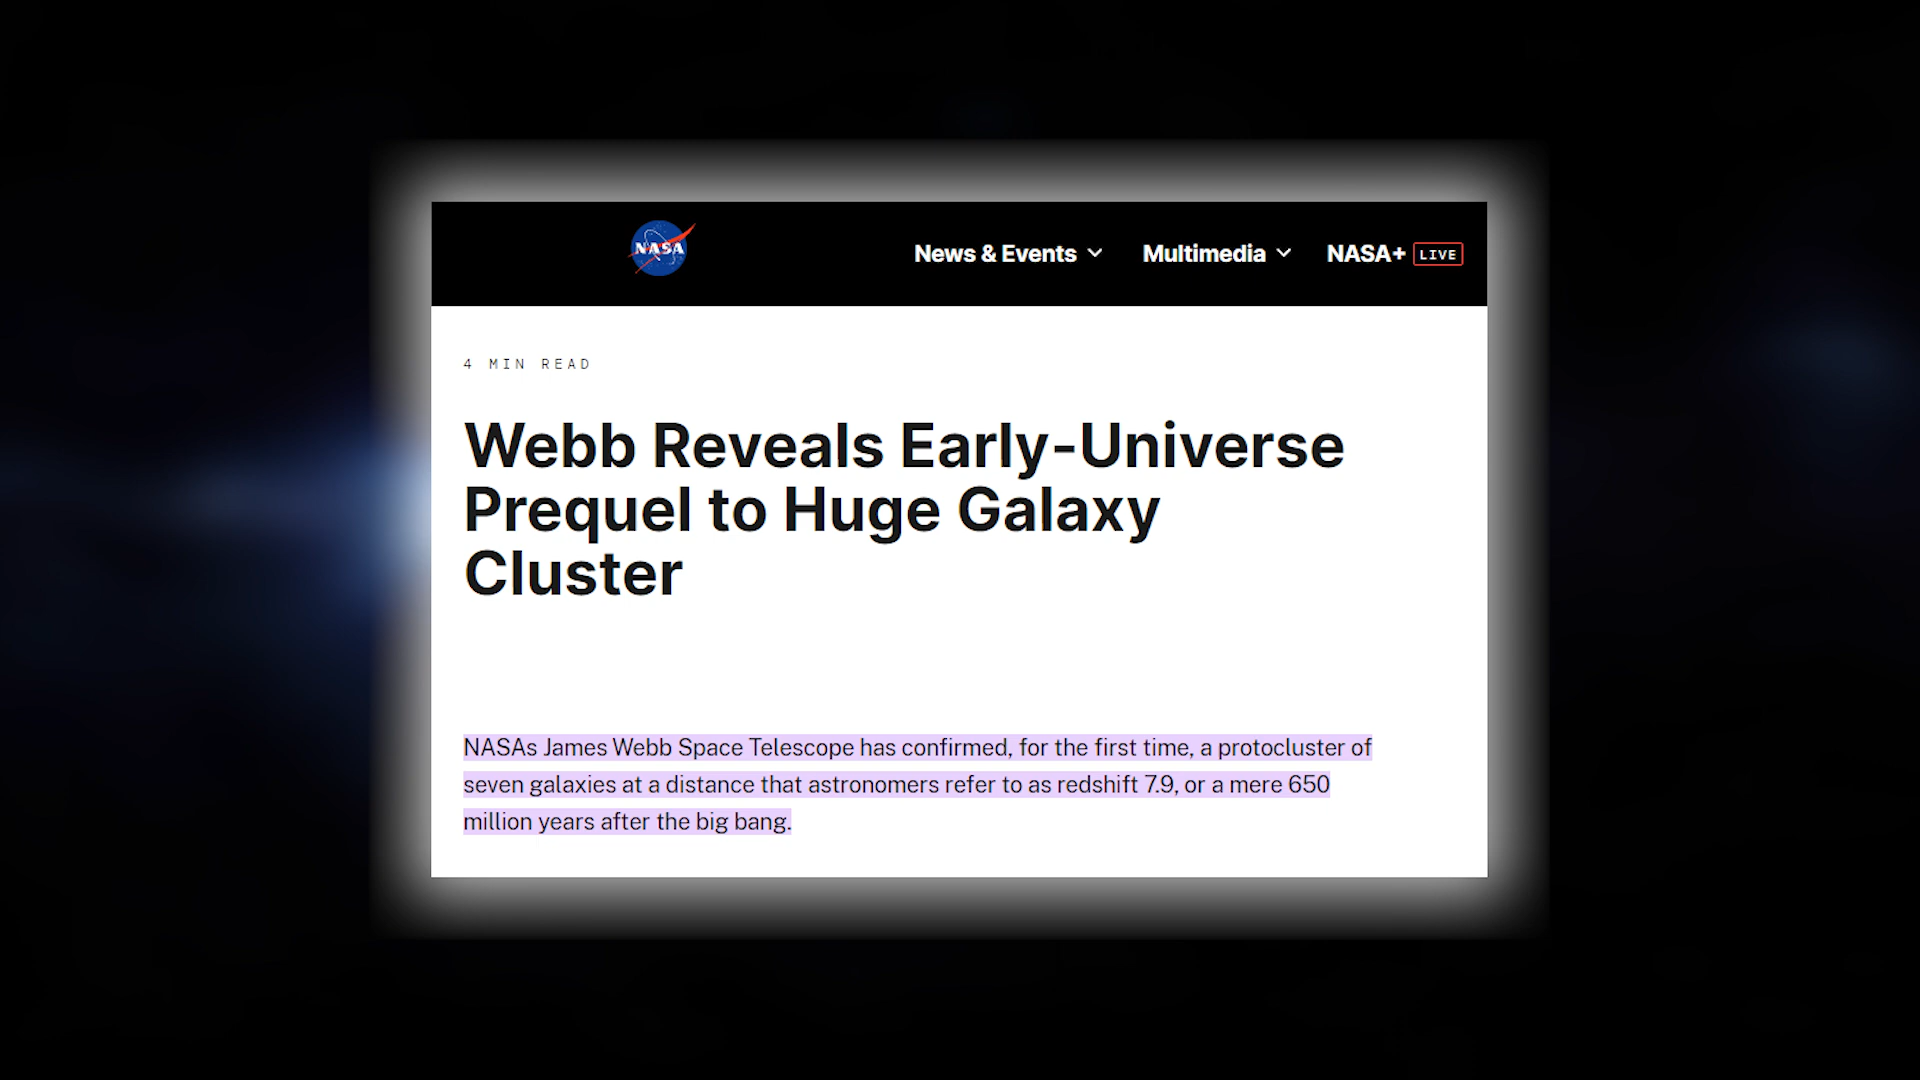 NASA
News & Events
Multimedia
NASA+ LIVE
4 MIN READ
Webb Reveals Early-Universe
Prequel to Huge Galaxy
Cluster
NASAs James Webb Space Telescope has confirmed, for the first time, a protocluster of
seven galaxies at a distance that astronomers refer to as redshift 7.9, or a mere 650
million years after the big bang.